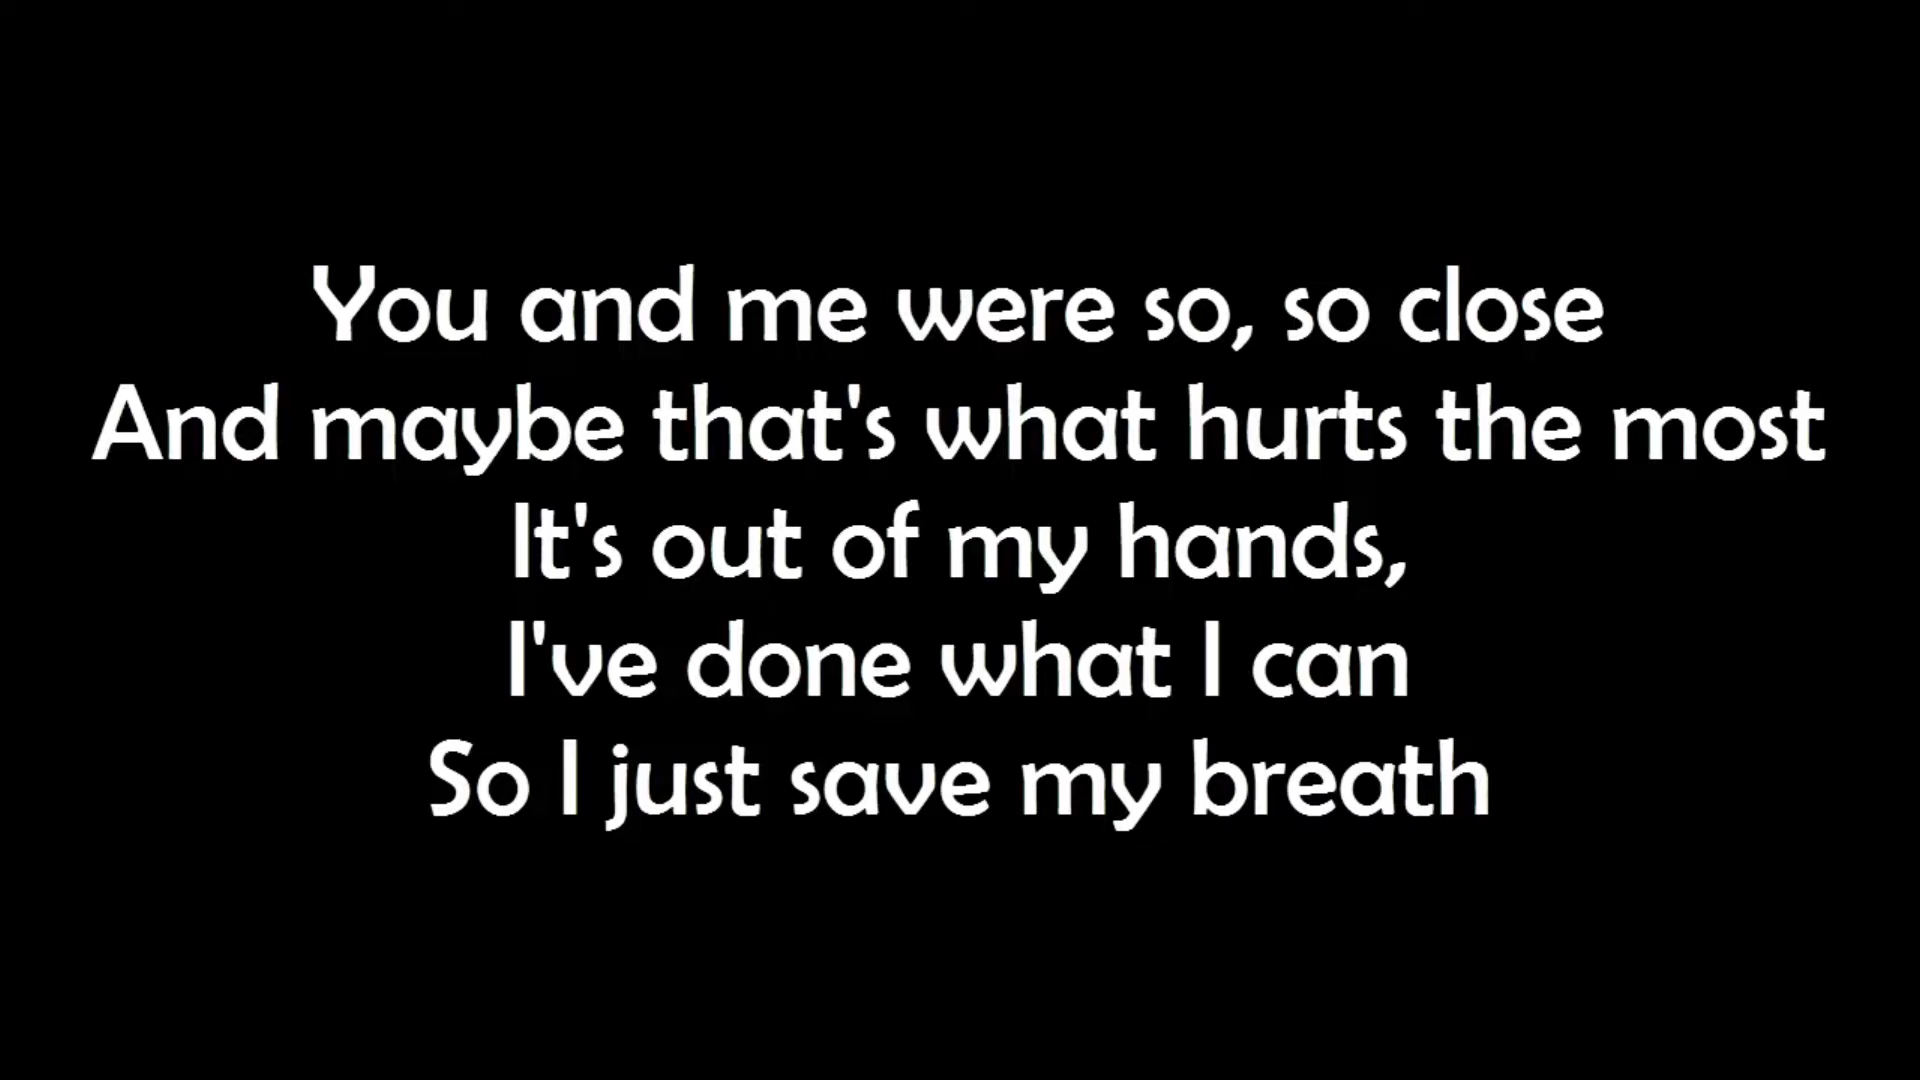 You and me were so, so close
And maybe that's what hurts the most
It's out of my hands,
I've done what I can
So I just save my breath